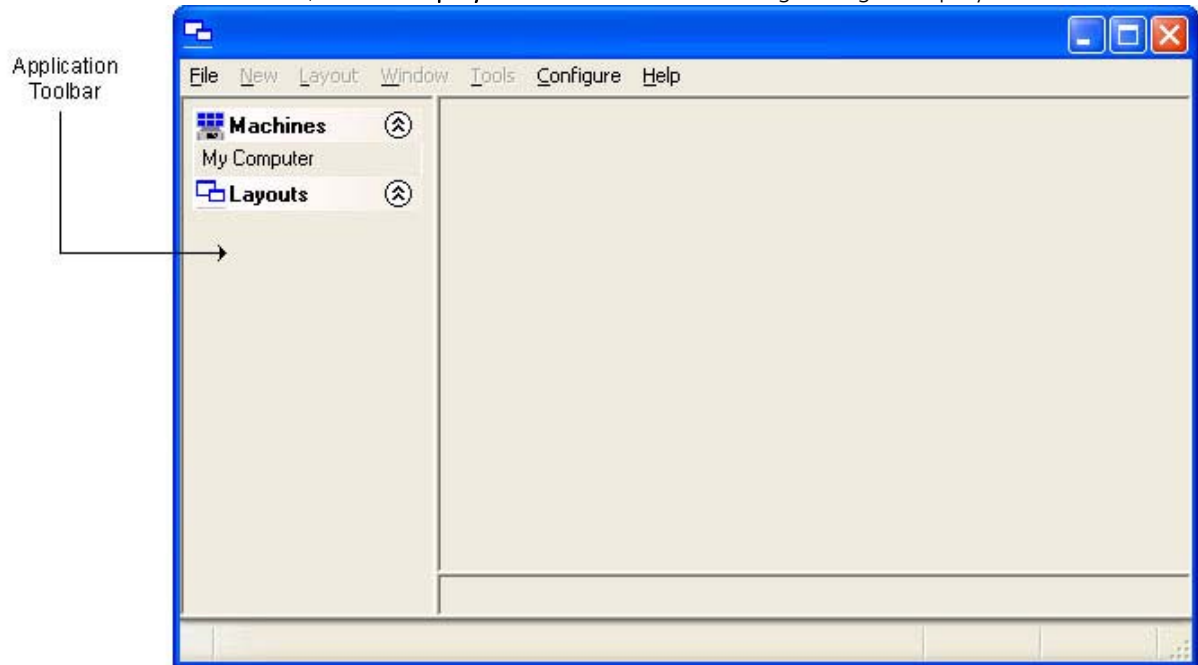 Application
Toolbar
File New Layout Window Tools Configure Help
Machines
My Computer
Layouts